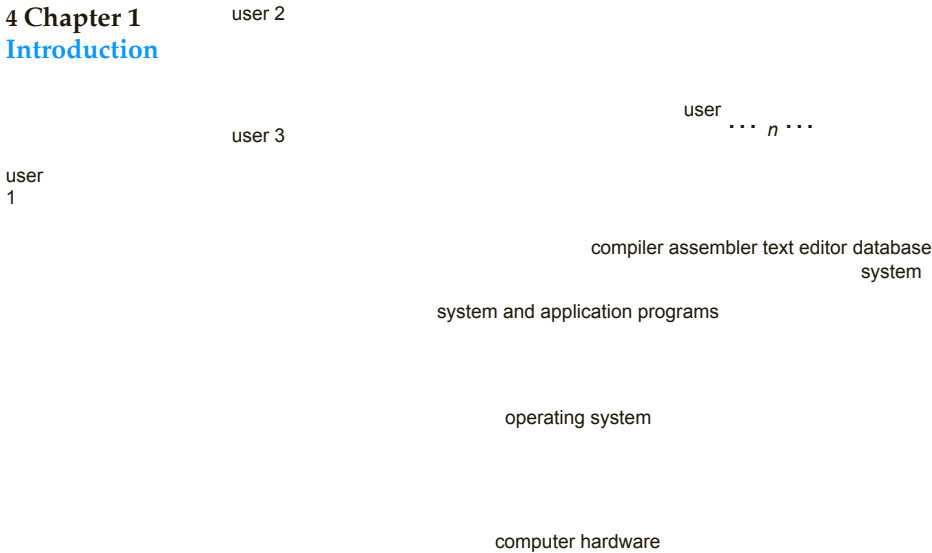 4 Chapter 1
Introduction
user 2
user 3
user
1
user
... n ...
compiler assembler text editor database
system
system and application programs
operating system
computer hardware